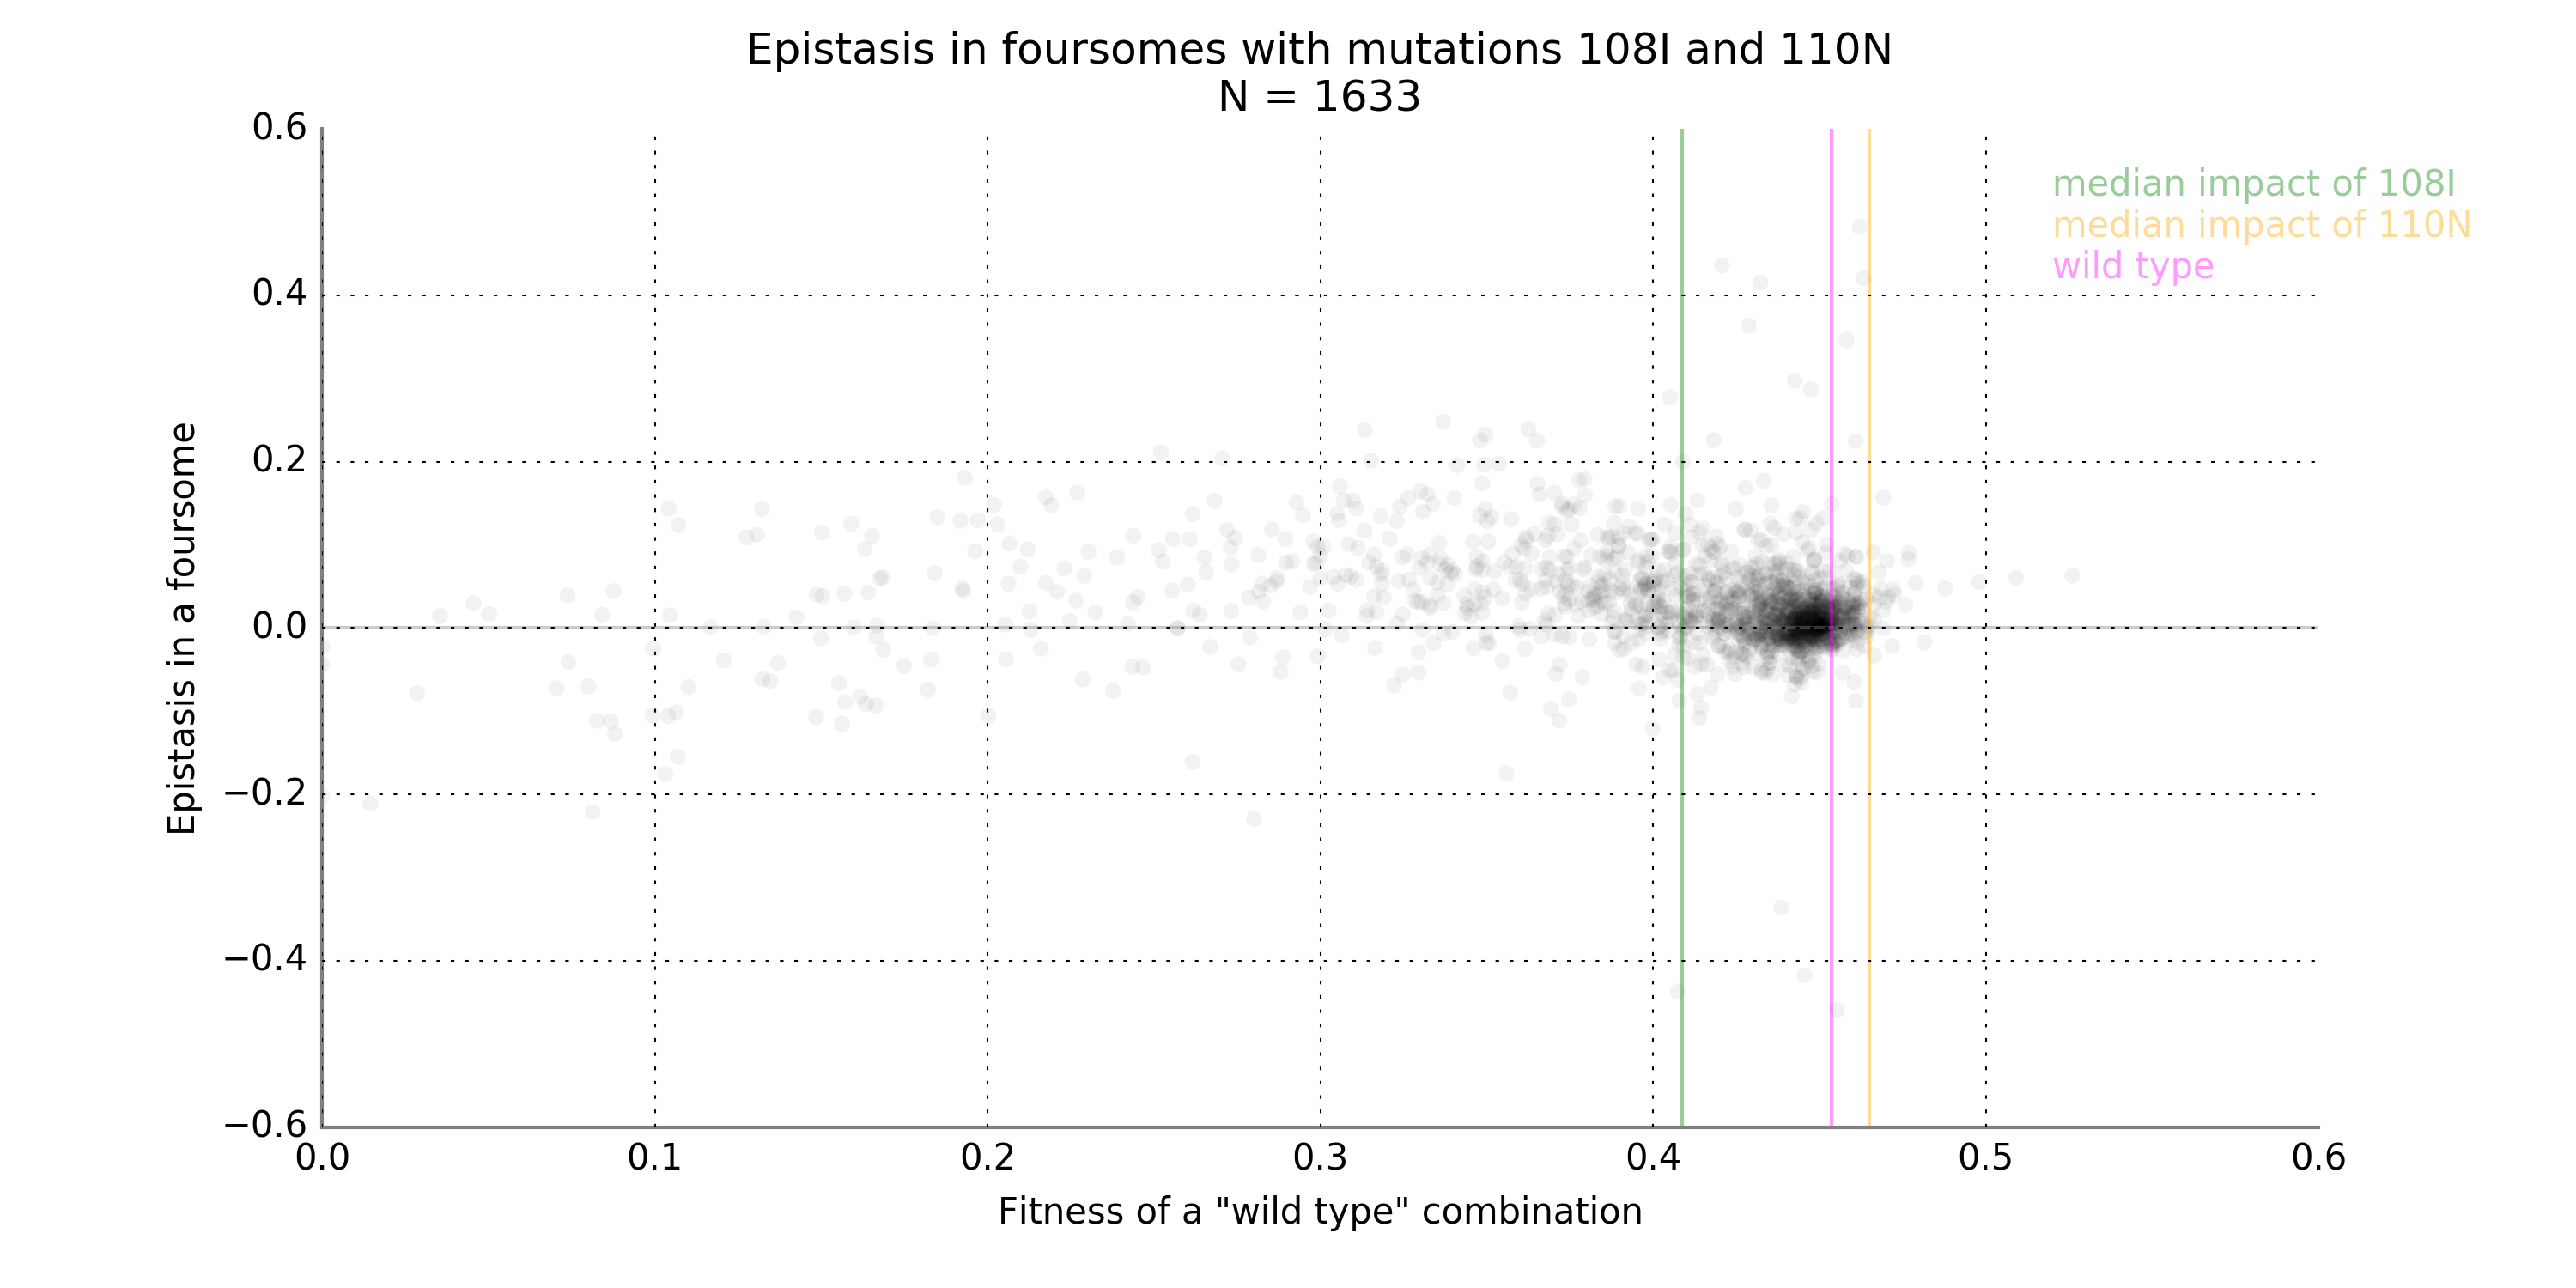 Epistasis in foursomes with mutations 108I and 110N
N = 1633
0.6
0.4
0.2
0.0
−0.2
−0.4
−0.6
Epistasis in a foursome
median impact of 108I
median impact of 110N
wild type
0.0 0.1 0.2 0.3 0.4 0.5 0.6
Fitness of a "wild type" combination